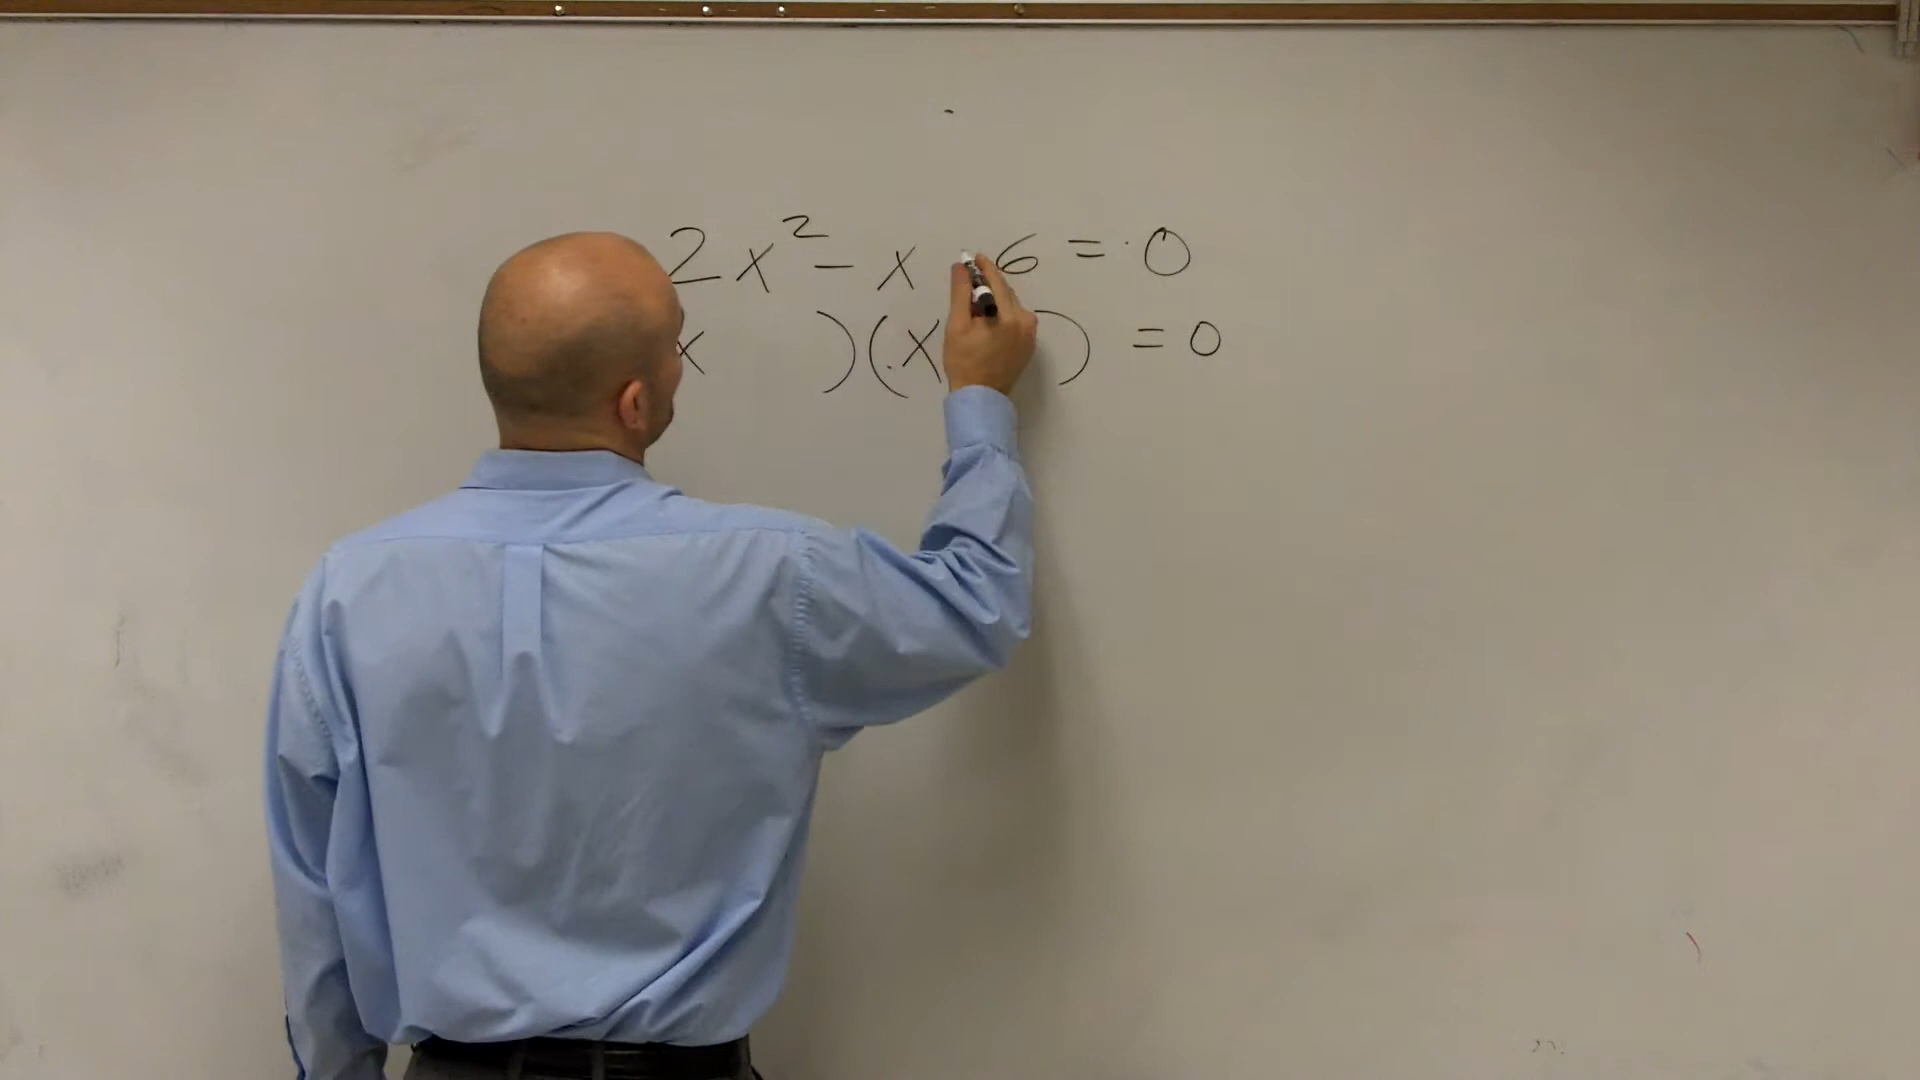 2x² - x 6 = 0
x )(x ) = 0